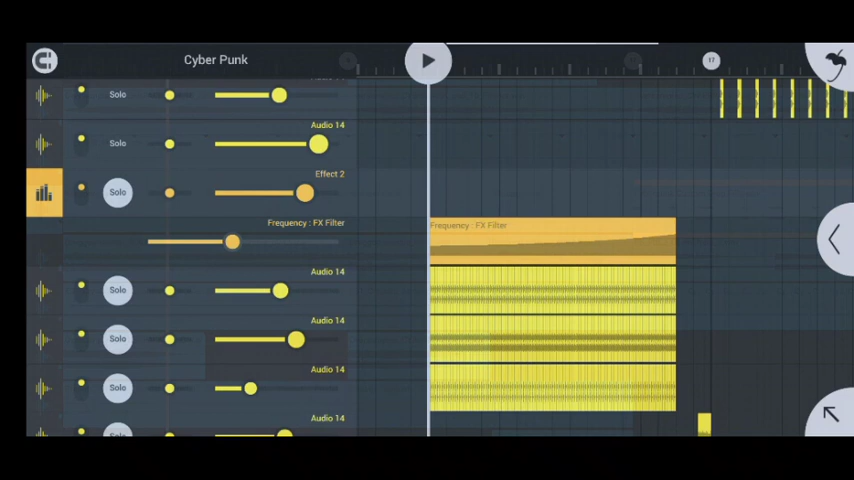 Cyber Punk
17
Solo
Audio 14
Solo
Effect 2
Solo
Frequency : FX Filter
Frequency : FX Filter
Audio 14
Solo
Audio 14
Solo
Audio 14
Solo
Audio 14